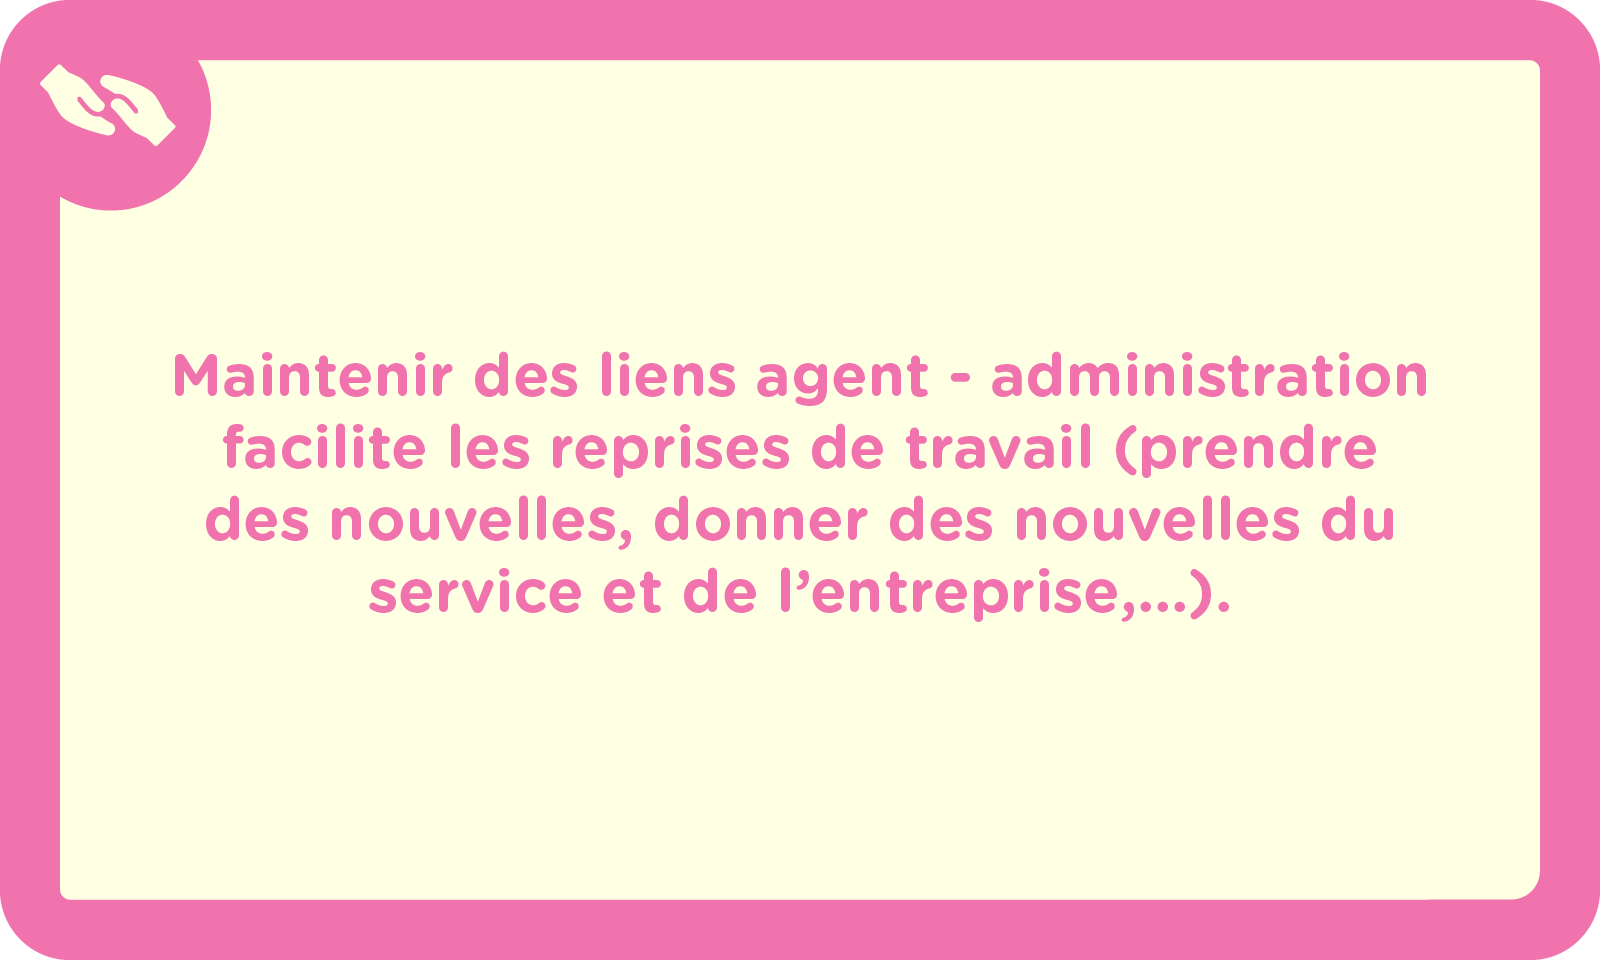 Maintenir des liens agent - administration
facilite les reprises de travail (prendre
des nouvelles, donner des nouvelles du
service et de l’entreprise,...).